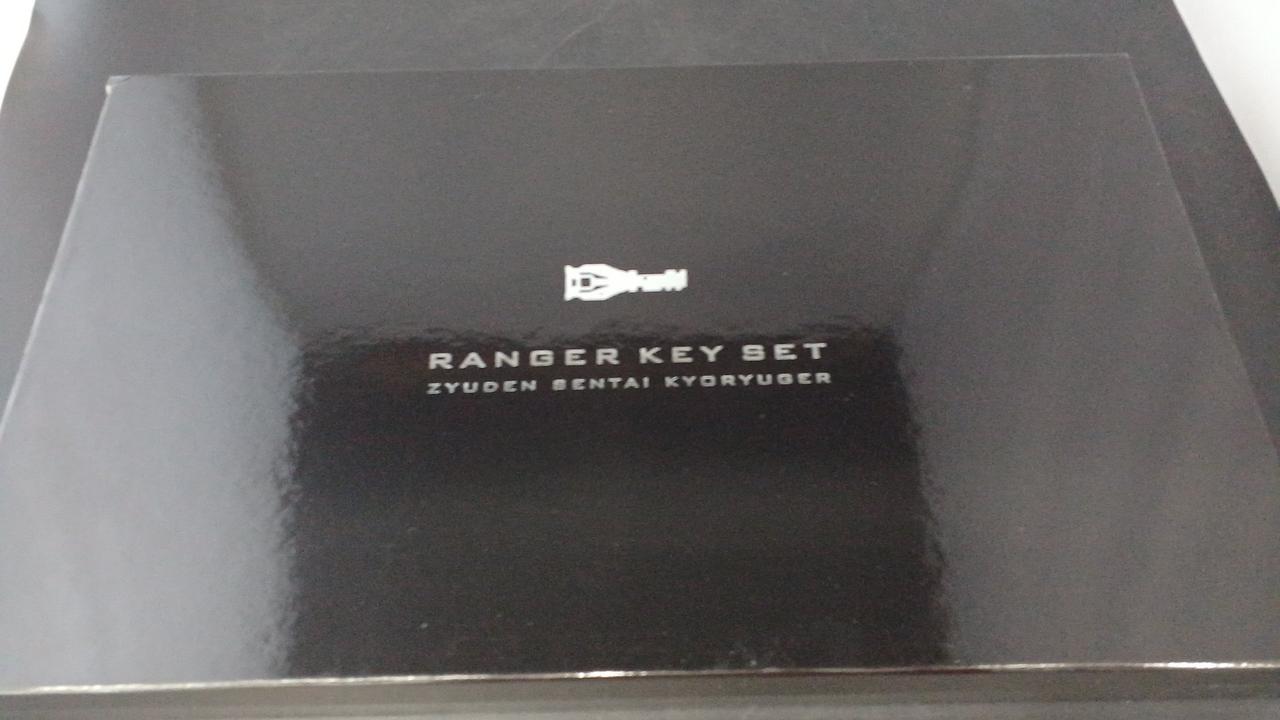 RANGER KEY SET
ZYUDEN SENTAI KYORYUGER